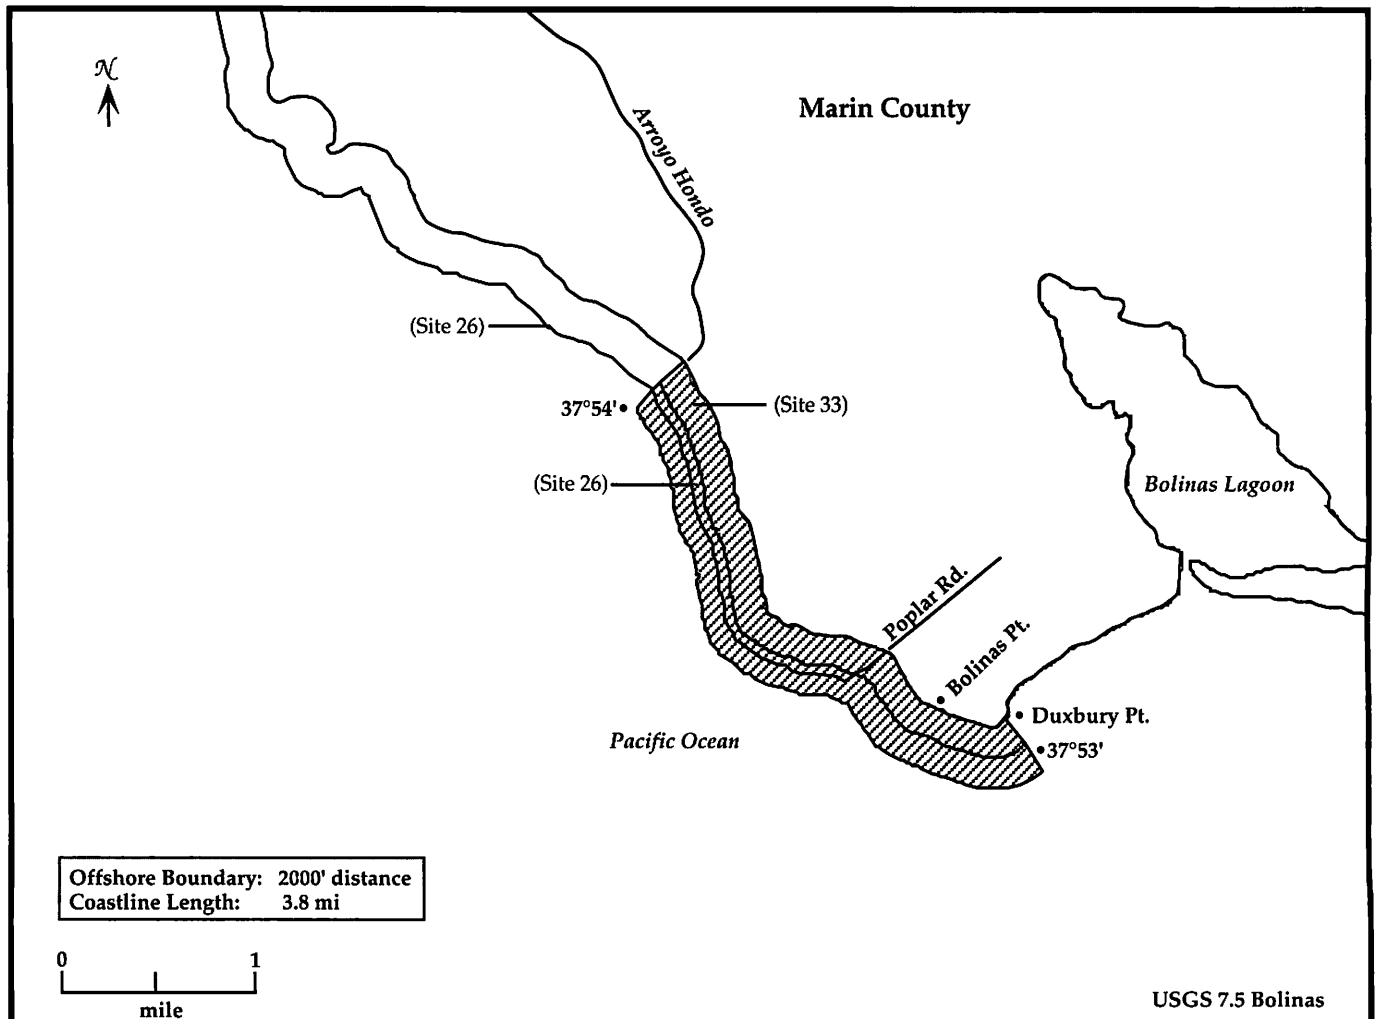 N
Marin County
Arroyo Hondo
(Site 26)
37°54'
(Site 33)
(Site 26)
Bolinas Lagoon
Poplar Rd.
Bolinas Pt.
Duxbury Pt.
37°53'
Pacific Ocean
Offshore Boundary: 2000' distance
Coastline Length: 3.8 mi
0 1
mile
USGS 7.5 Bolinas